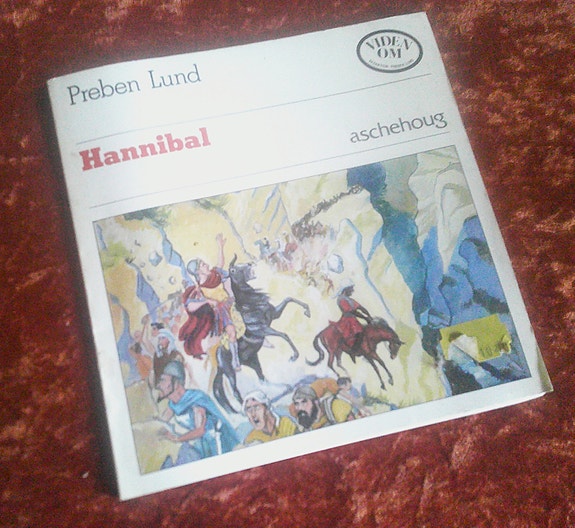 Preben Lund
VIDEN
OM
Hannibal
aschehoug